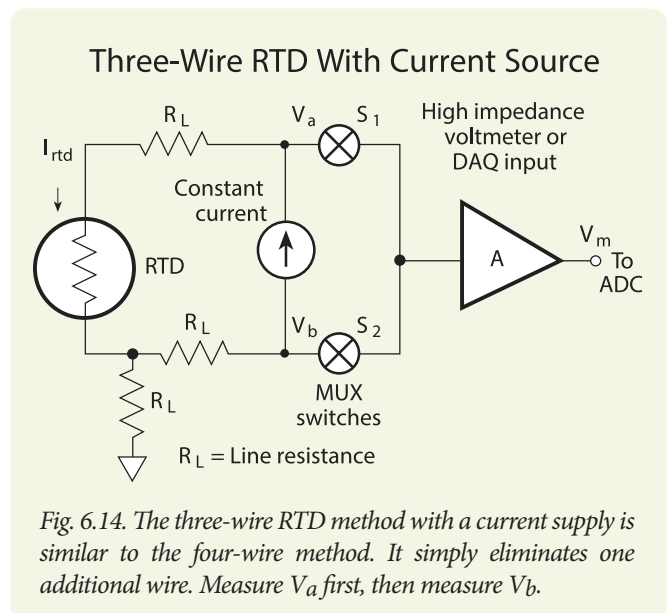 Three-Wire RTD With Current Source
R L
V a
S 1
High impedance
voltmeter or
DAQ input
I rtd
Constant
current
RTD
A
V m
To
ADC
R L
V b
S 2
R L
MUX
switches
R L = Line resistance
Fig. 6.14. The three-wire RTD method with a current supply is
similar to the four-wire method. It simply eliminates one
additional wire. Measure Va first, then measure Vb.